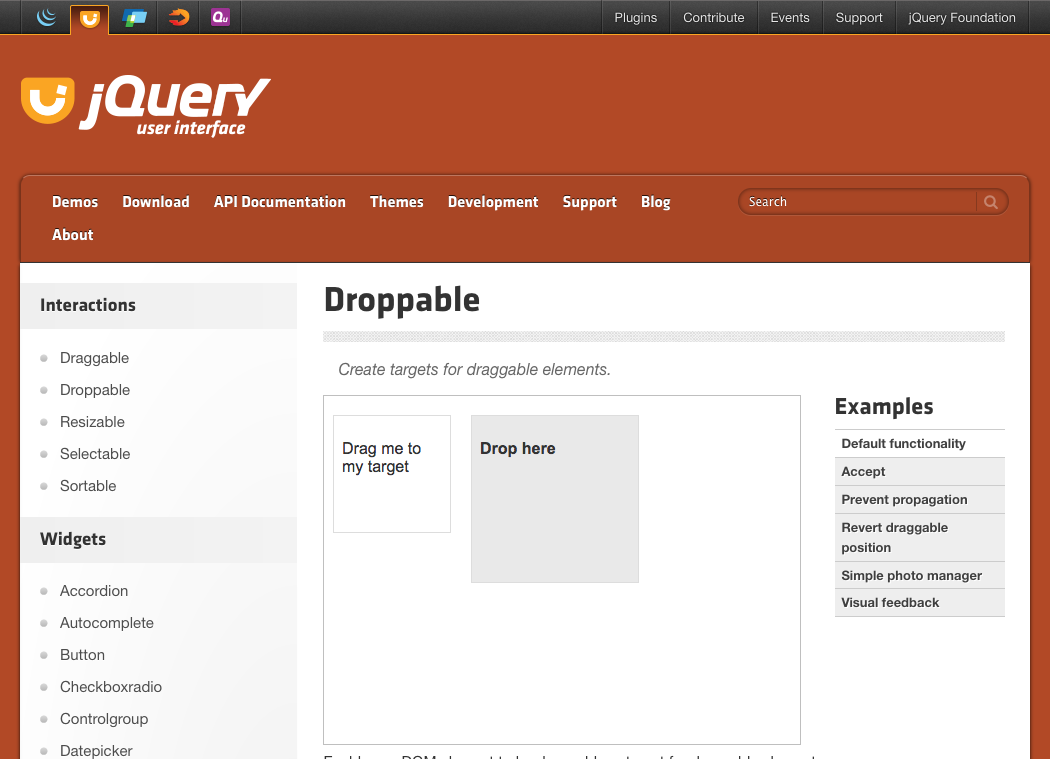 Qu
Plugins
Contribute
Events
Support
jQuery Foundation
jQuery
user interface
Demos
Download
API Documentation
Themes
Development
Support
Blog
Search
About
Interactions
Draggable
Droppable
Resizable
Selectable
Sortable
Widgets
Accordion
Autocomplete
Button
Checkboxradio
Controlgroup
Datepicker
Droppable
Create targets for draggable elements.
Drag me to
my target
Drop here
Examples
Default functionality
Accept
Prevent propagation
Revert draggable
position
Simple photo manager
Visual feedback